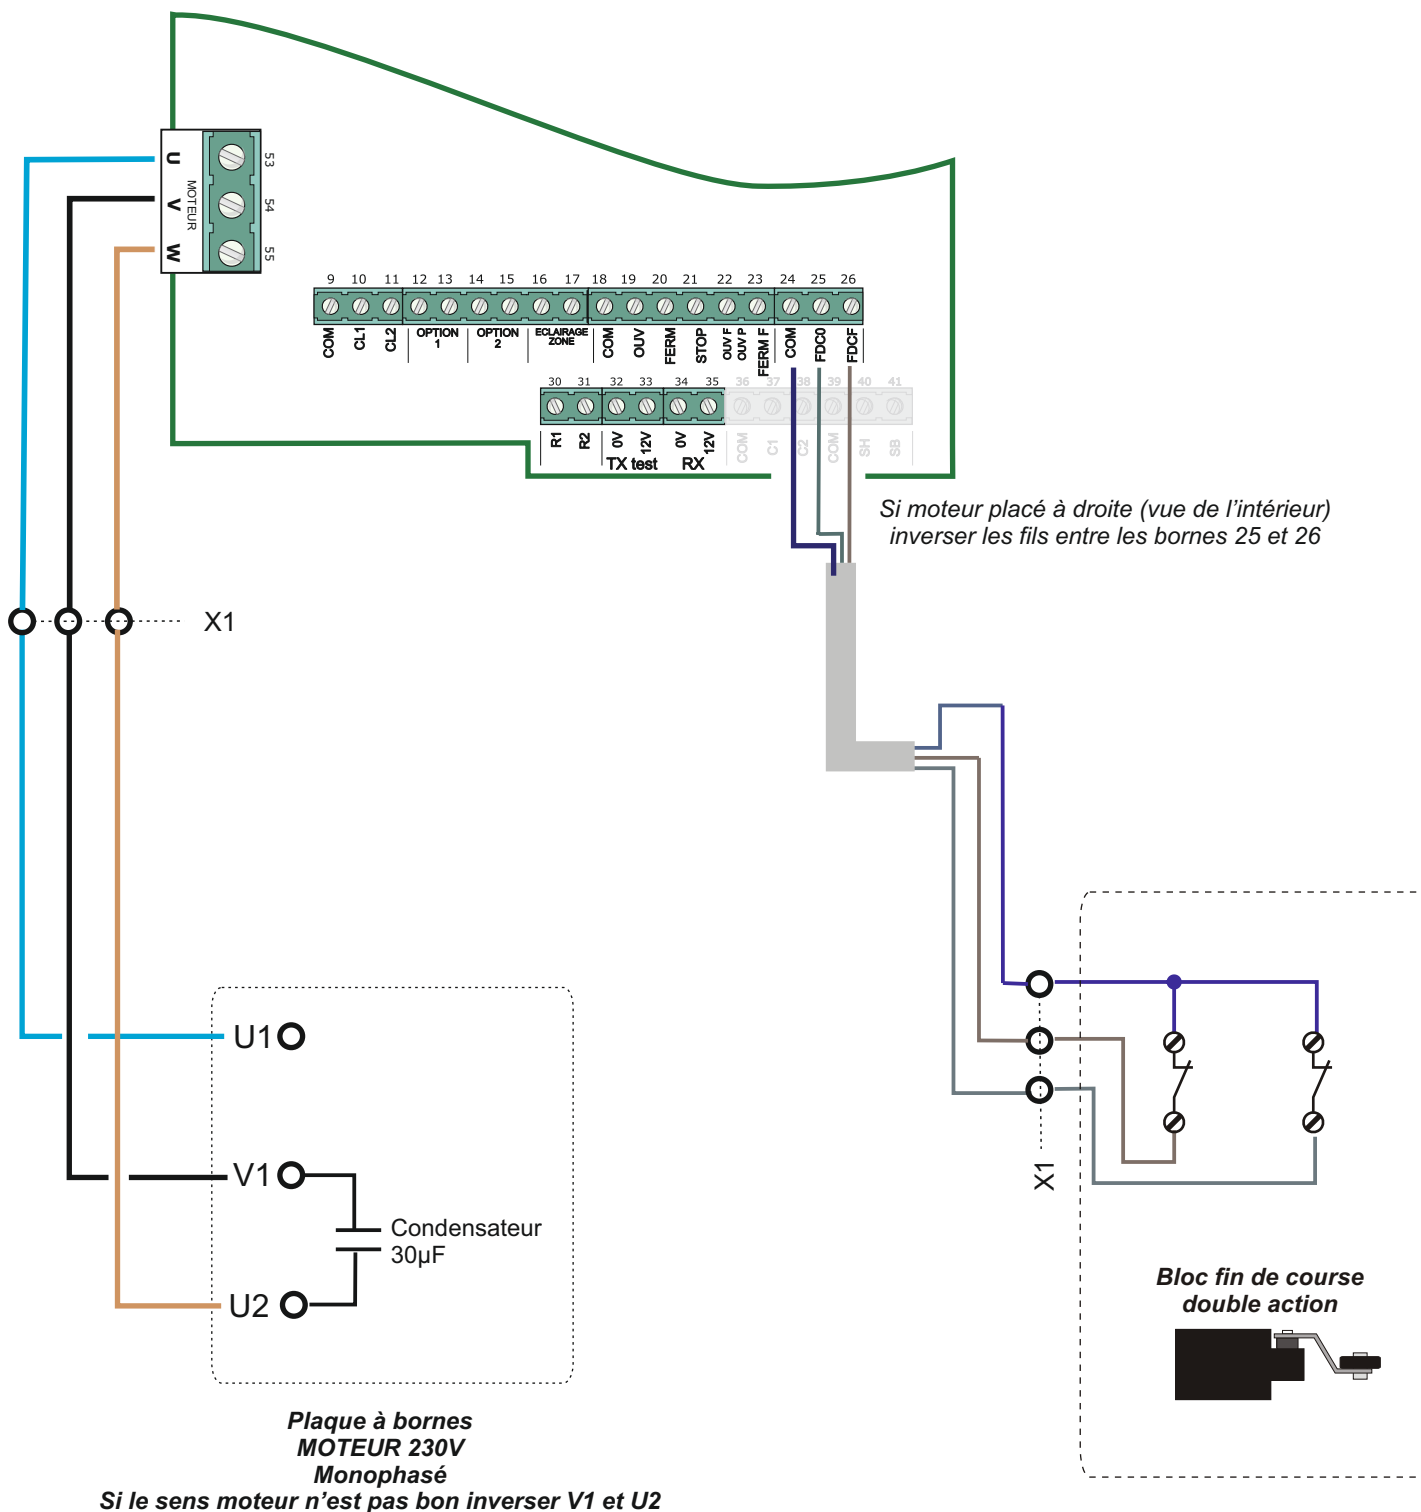 U
V
W
MOTEUR
53
54
55
9 10 11 12 13 14 15 16 17 18 19 20 21 22 23 24 25 26
COM
CL1
CL2
OPTION
1
OPTION
2
ECLAIRAGE
ZONE
COM
OUV
FERM
STOP
OUV F
OUV P
FERM F
COM
FDC0
FDCF
30 31 32 33 34 35 36 37 38 39 40 41
R1
R2
0V
12V
TX test
0V
12V
RX
COM
C1
C2
COM
SH
SB
Si moteur placé à droite (vue de l'intérieur)
inverser les fils entre les bornes 25 et 26
X1
U1
V1
Condensateur
30µF
U2
X1
Bloc fin de course
double action
Plaque à bornes
MOTEUR 230V
Monophasé
Si le sens moteur n'est pas bon inverser V1 et U2